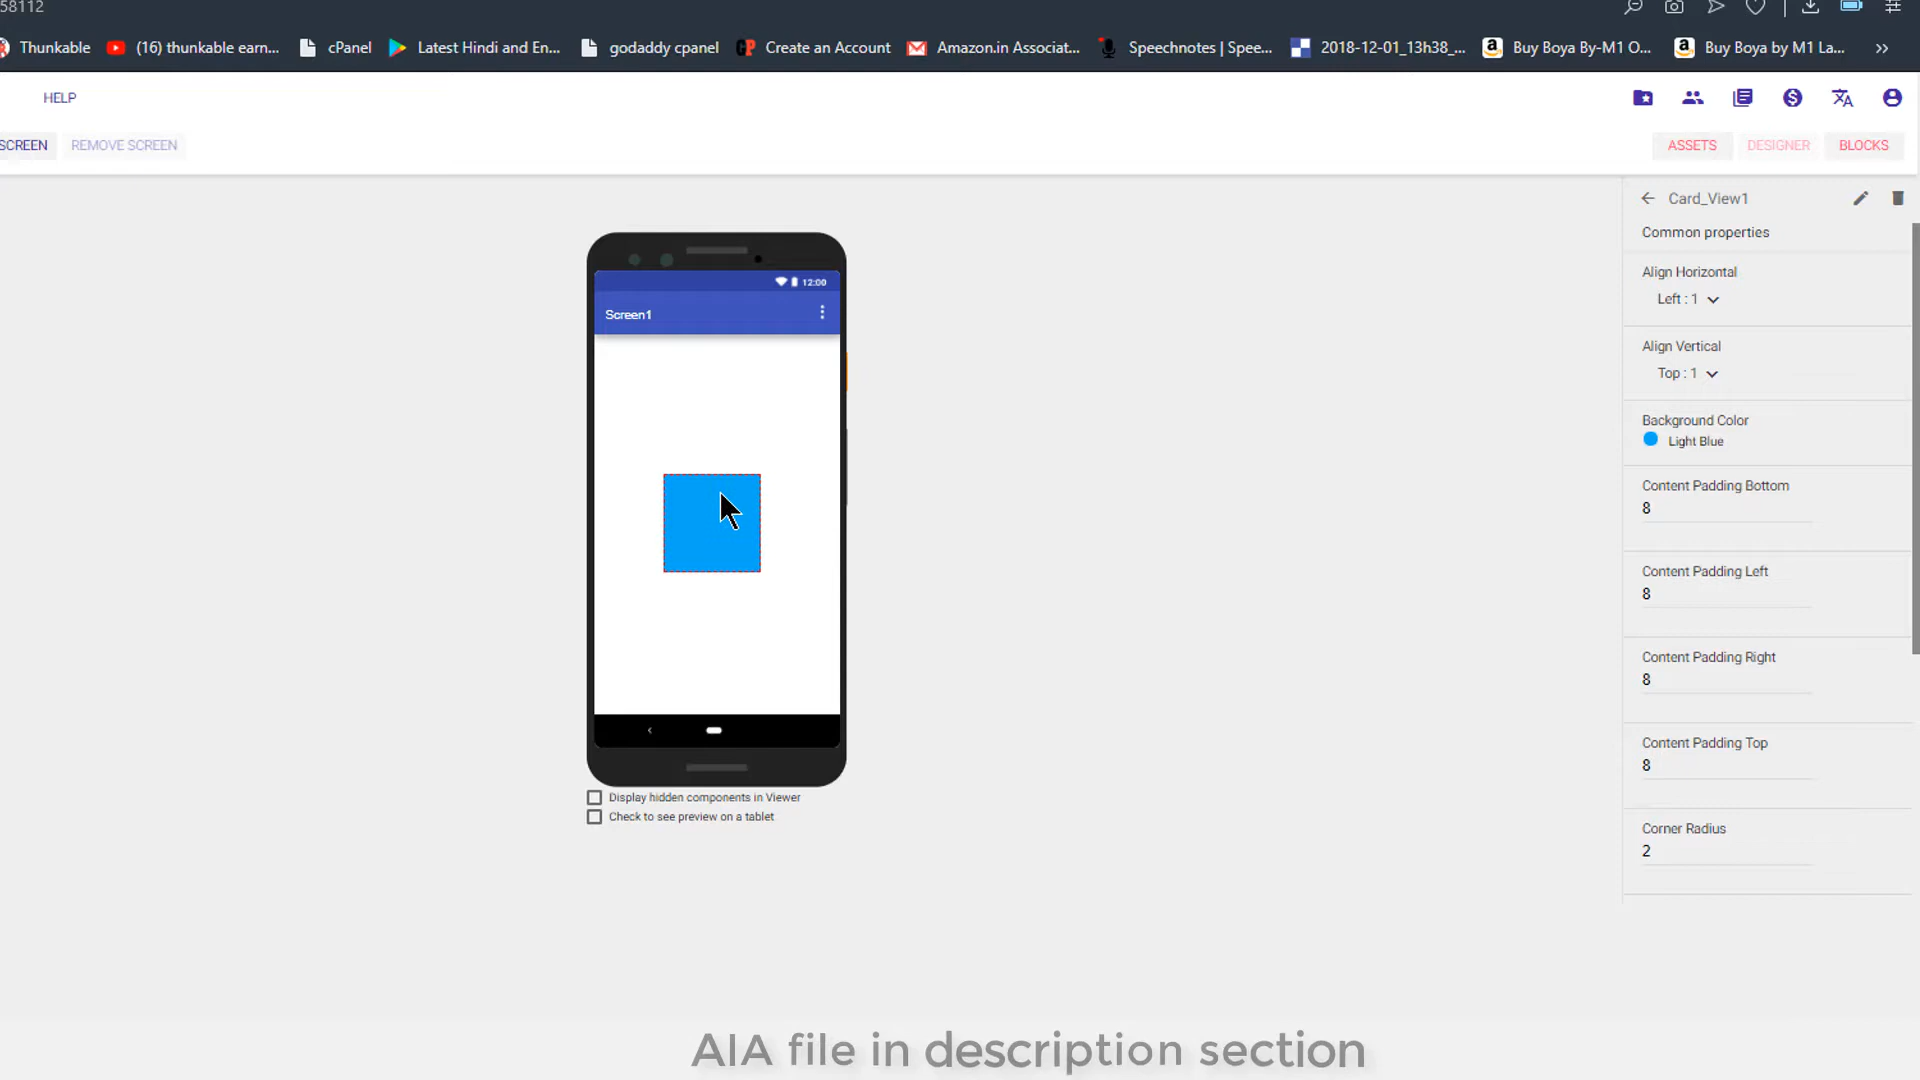 58112
Thunkable
(16) thunkable earn...
cPanel
Latest Hindi and En...
godaddy cpanel
Create an Account
Amazon.in Associat...
Speechnotes | Spee...
2018-12-01_13h38_...
Buy Boya By-M1 O...
Buy Boya by M1 La...
HELP
SCREEN
REMOVE SCREEN
ASSETS
DESIGNER
BLOCKS
Card_View1
Common properties
Align Horizontal
Left : 1
Align Vertical
Top : 1
Background Color
Light Blue
Content Padding Bottom
8
Content Padding Left
8
Content Padding Right
8
Content Padding Top
8
Corner Radius
2
12:00
Screen1
Display hidden components in Viewer
Check to see preview on a tablet
AIA file in description section